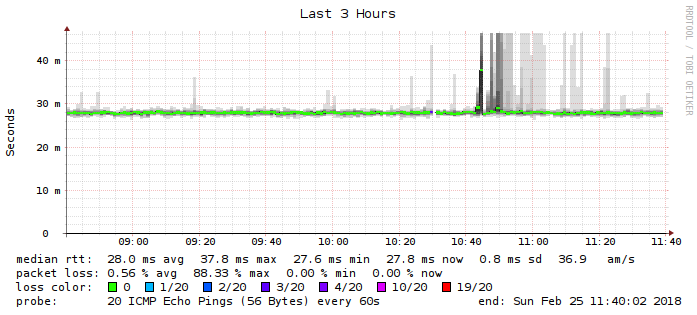 Last 3 Hours
RRDTOOL / TOBI OETIKER
Seconds
40 m
30 m
20 m
10 m
0
09:00 09:20 09:40 10:00 10:20 10:40 11:00 11:20 11:40
median rtt: 28.0 ms avg 37.8 ms max 27.6 ms min 27.8 ms now 0.8 ms sd 36.9 am/s
packet loss: 0.56 % avg 88.33 % max 0.00 % min 0.00 % now
loss color: 0 1/20 2/20 3/20 4/20 10/20 19/20
probe: 20 ICMP Echo Pings (56 Bytes) every 60s end: Sun Feb 25 11:40:02 2018